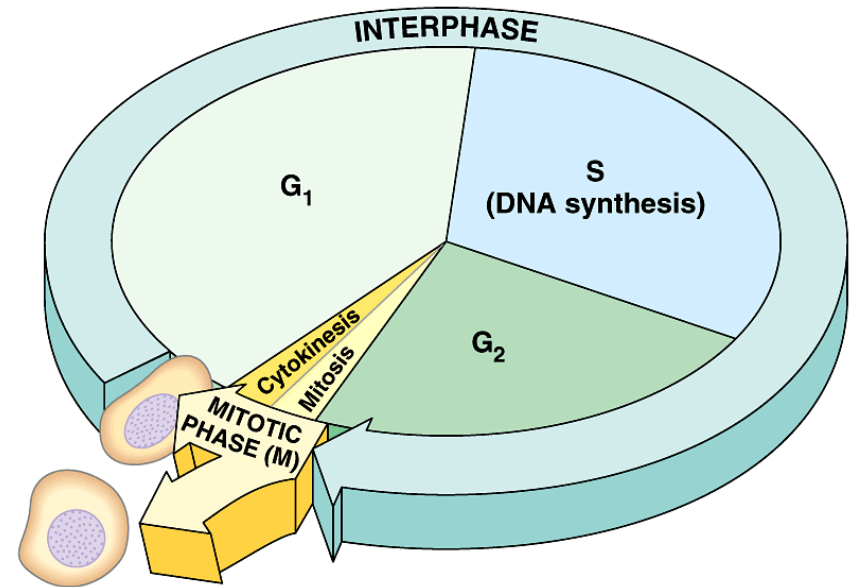 INTERPHASE
G₁
S
(DNA synthesis)
G₂
Cytokinesis
Mitosis
MITOTIC
PHASE (M)